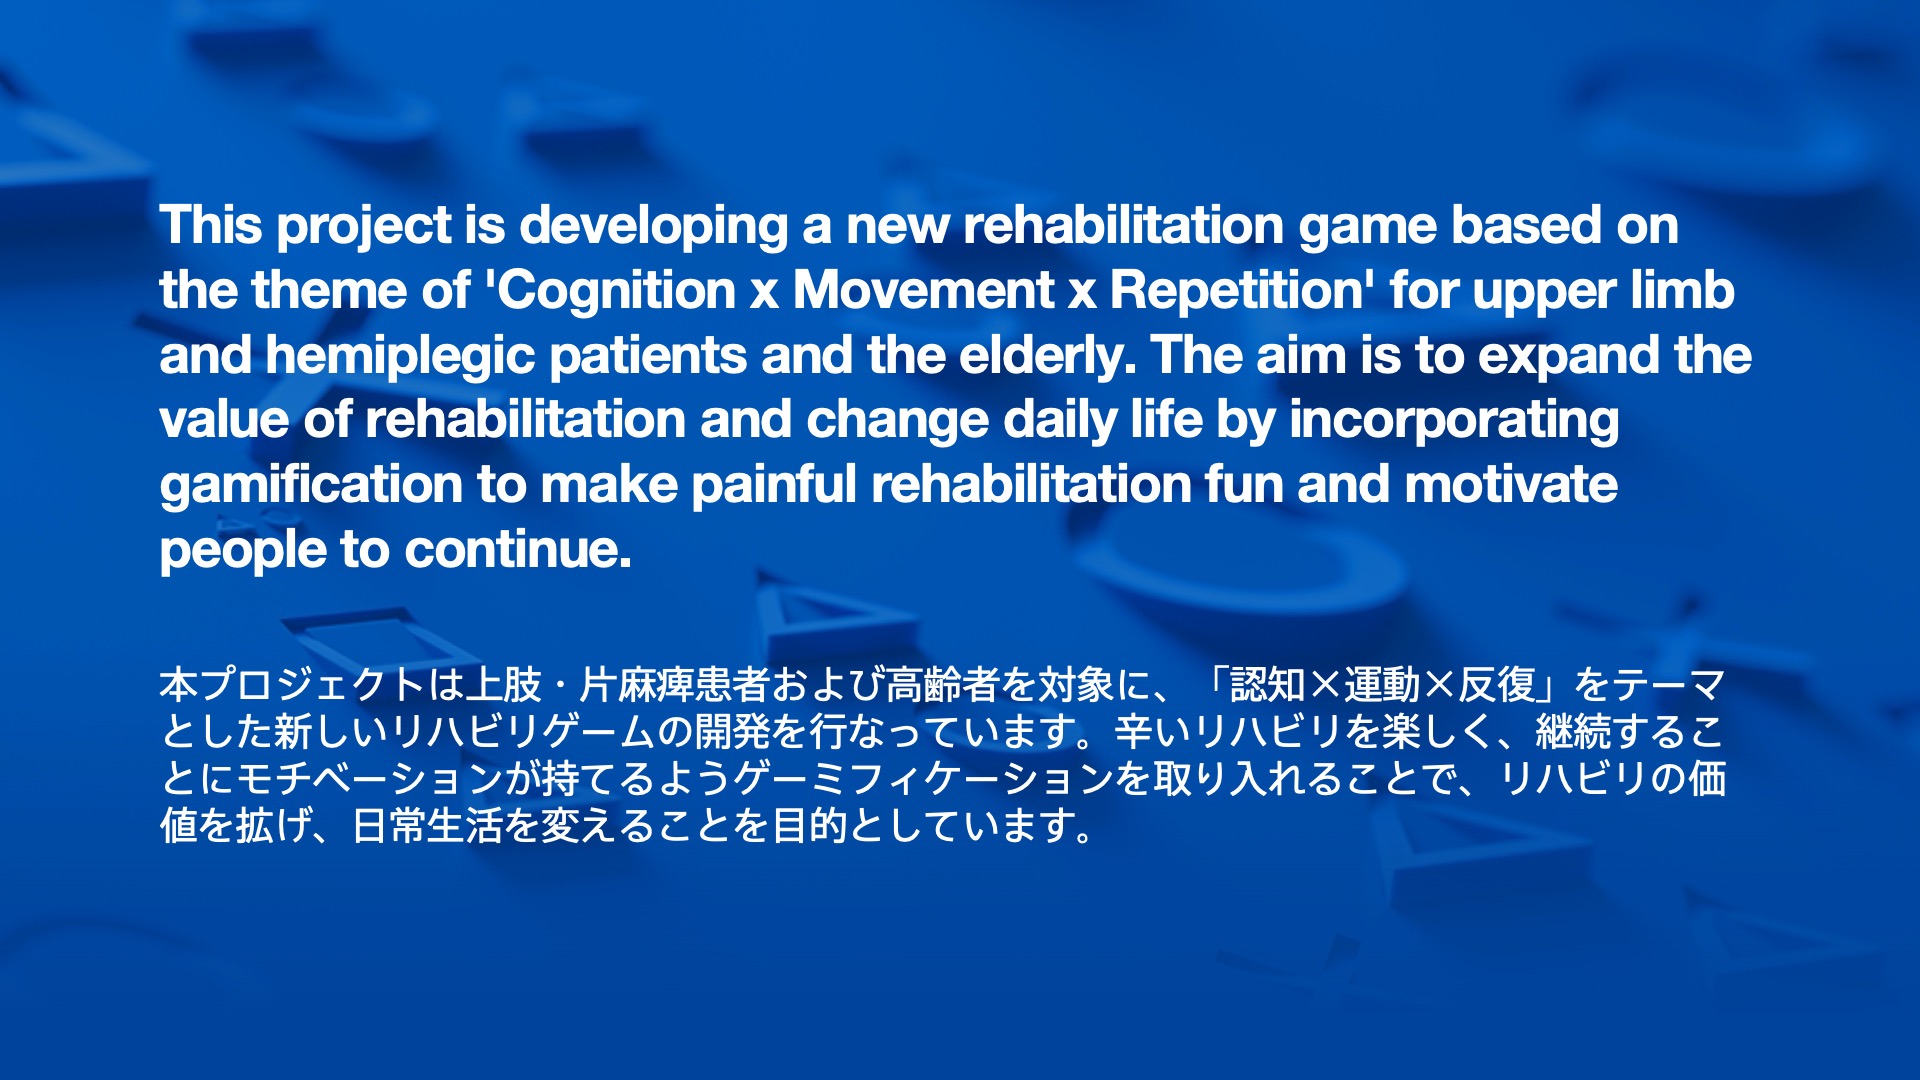 This project is developing a new rehabilitation game based on
the theme of 'Cognition x Movement x Repetition' for upper limb
and hemiplegic patients and the elderly. The aim is to expand the
value of rehabilitation and change daily life by incorporating
gamification to make painful rehabilitation fun and motivate
people to continue.
本プロジェクトは上肢・片麻痺患者および高齢者を対象に、「認知×運動×反復」をテーマ
とした新しいリハビリゲームの開発を行なっています。辛いリハビリを楽しく、継続するこ
とにモチベーションが持てるようゲーミフィケーションを取り入れることで、リハビリの価
値を拡げ、日常生活を変えることを目的としています。